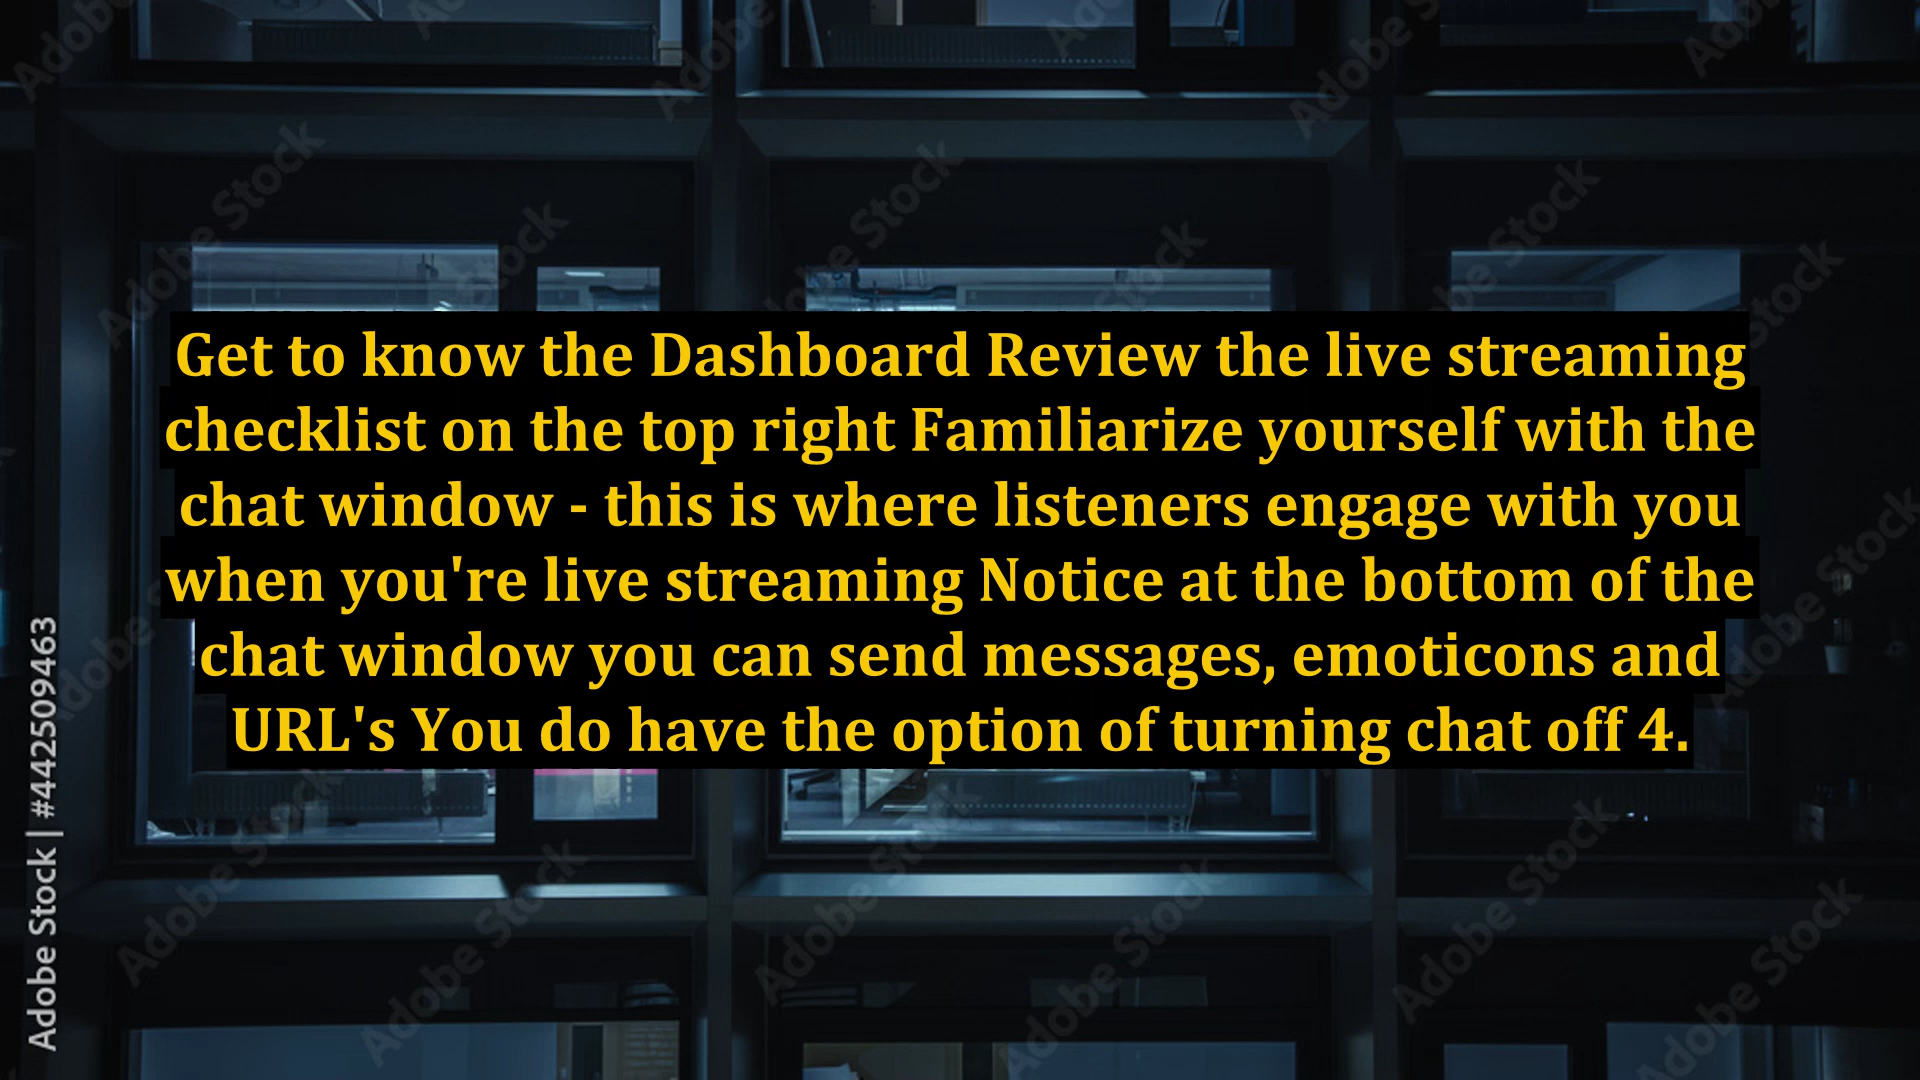 Get to know the Dashboard Review the live streaming
checklist on the top right Familiarize yourself with the
chat window - this is where listeners engage with you
when you're live streaming Notice at the bottom of the
chat window you can send messages, emoticons and
URL's You do have the option of turning chat off 4.
Adobe Stock | #442509463